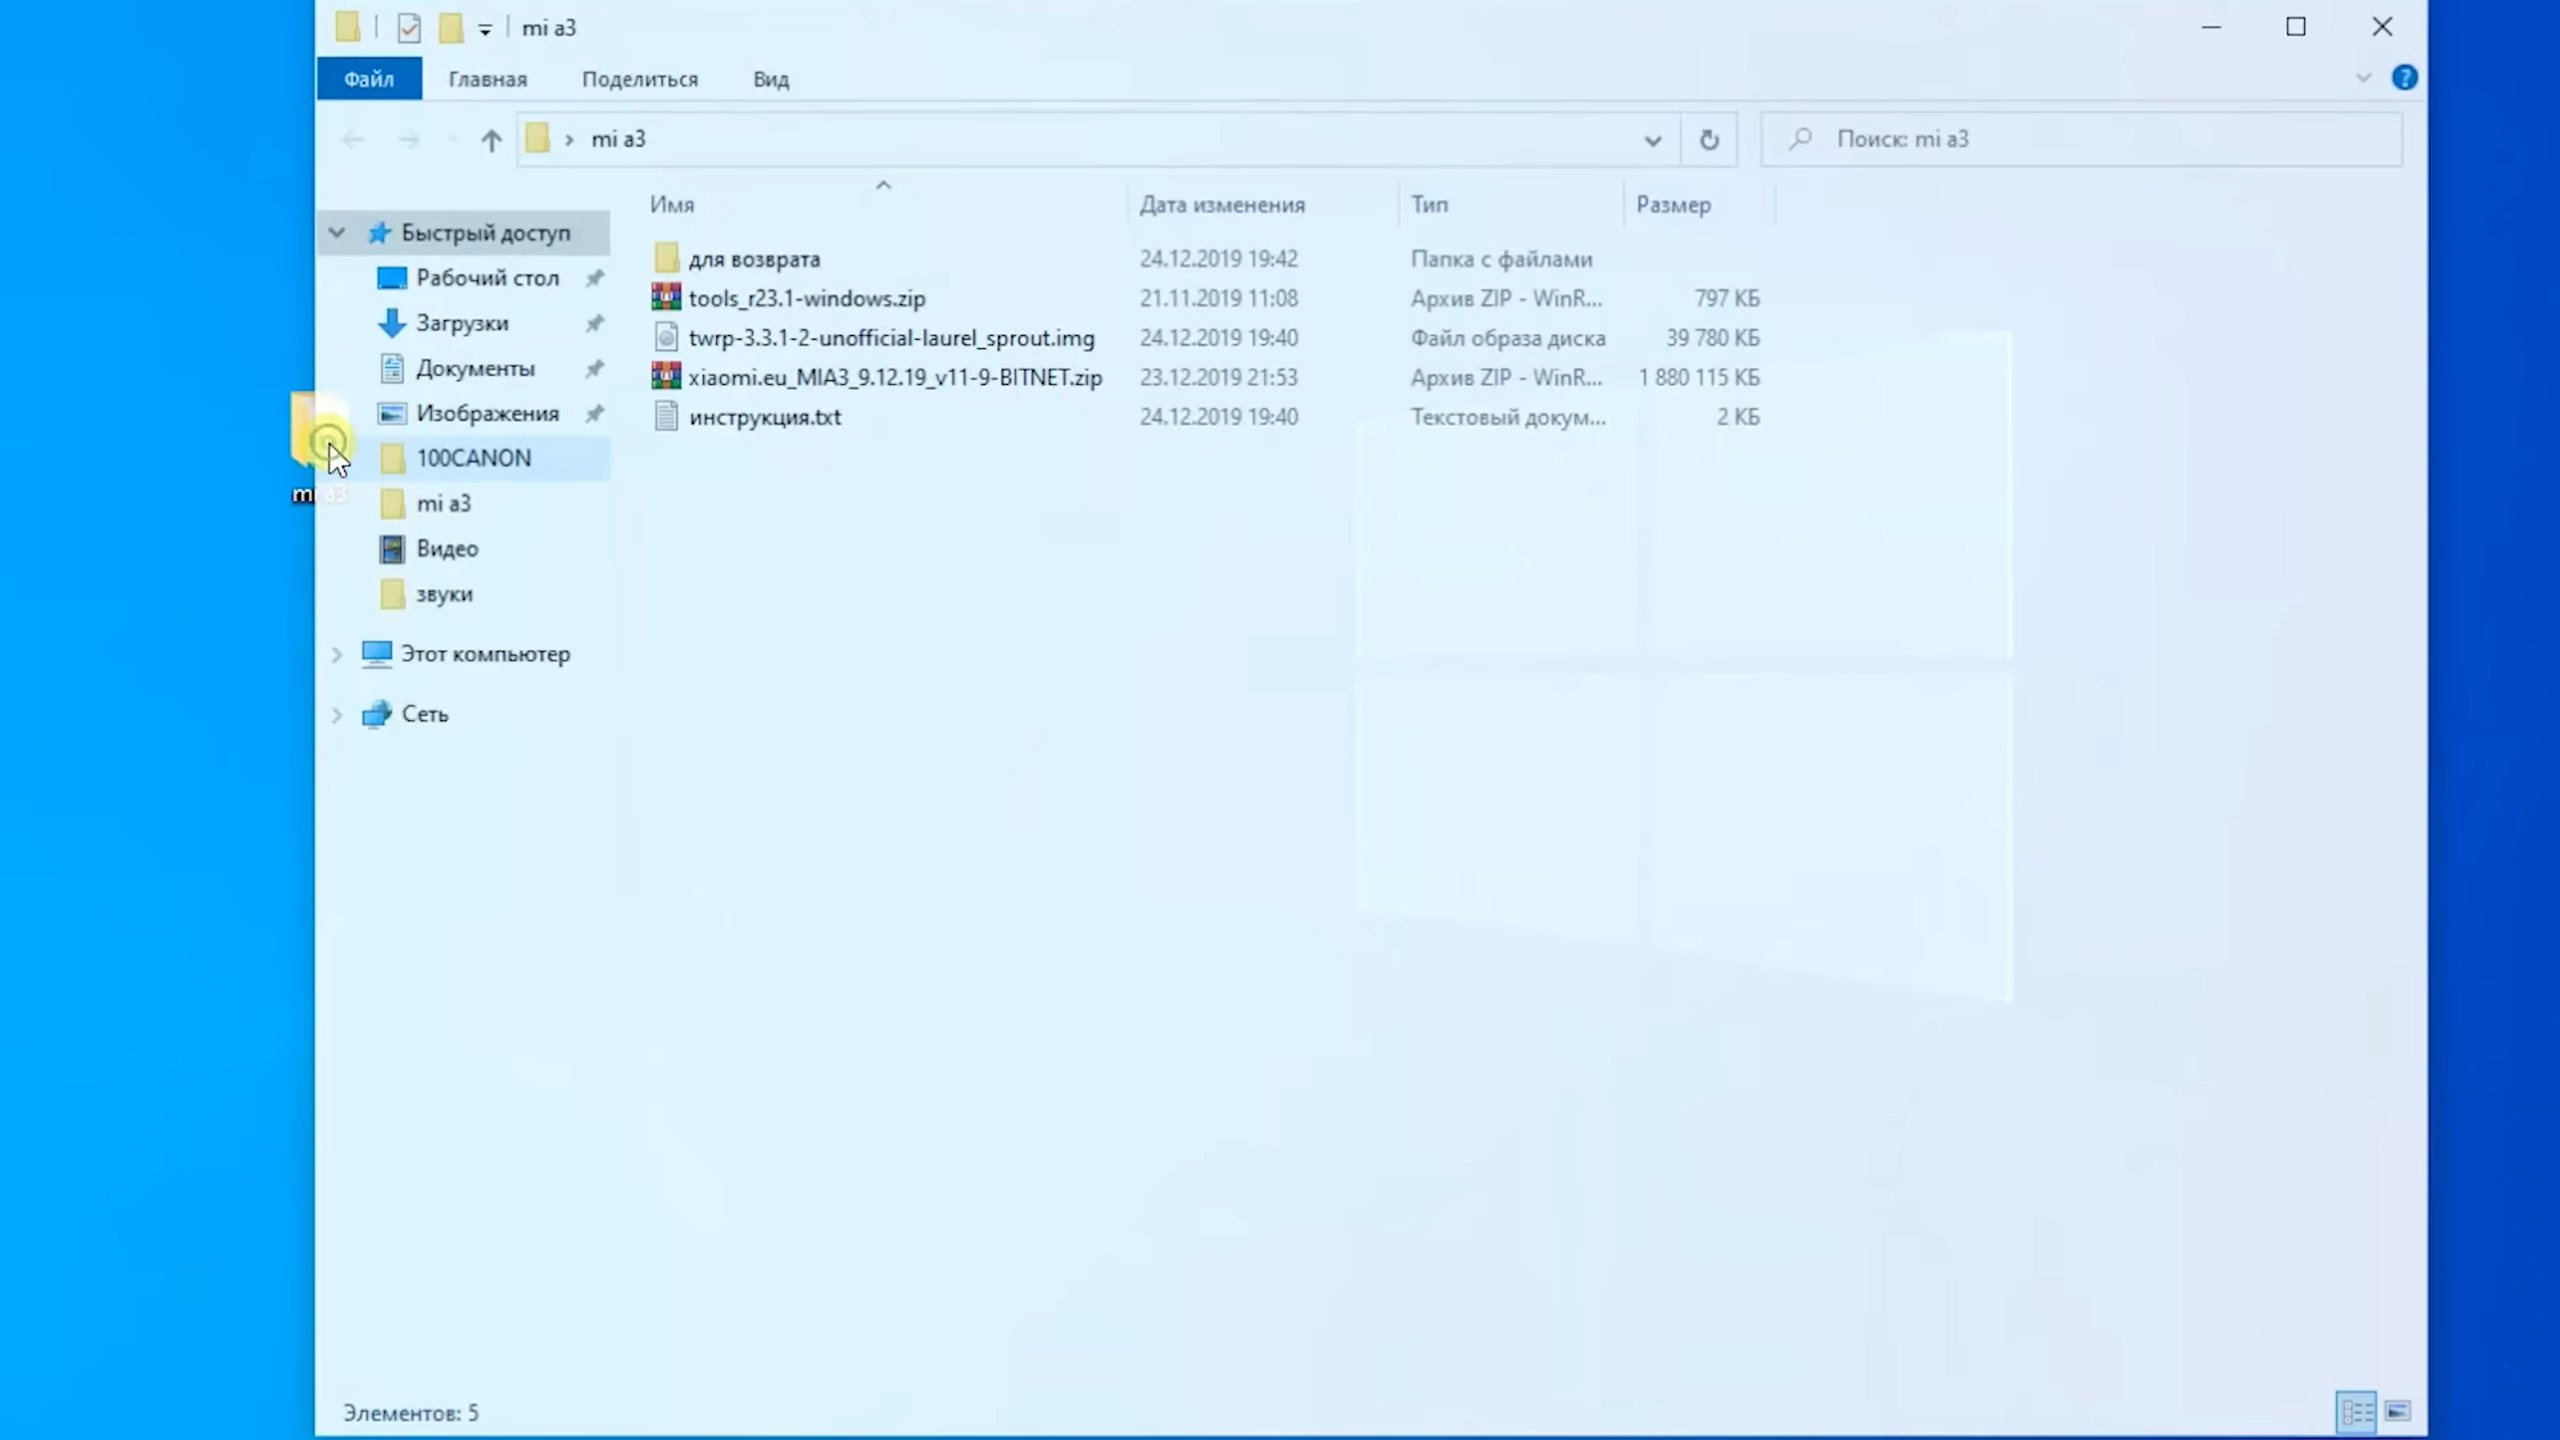 mi a3
Файл Главная Поделиться Вид
mi a3 Поиск: mi a3
Имя Дата изменения Тип Размер
Быстрый доступ
Рабочий стол
Загрузки
Документы
Изображения
100CANON
mi a3
Видео
звуки
Этот компьютер
Сеть
для возврата 24.12.2019 19:42 Папка с файлами
tools_r23.1-windows.zip 21.11.2019 11:08 Архив ZIP - WinR... 797 КБ
twrp-3.3.1-2-unofficial-laurel_sprout.img 24.12.2019 19:40 Файл образа диска 39 780 КБ
xiaomi.eu_MIA3_9.12.19_v11-9-BITNET.zip 23.12.2019 21:53 Архив ZIP - WinR... 1 880 115 КБ
инструкция.txt 24.12.2019 19:40 Текстовый докум... 2 КБ
mi a3
Элементов: 5